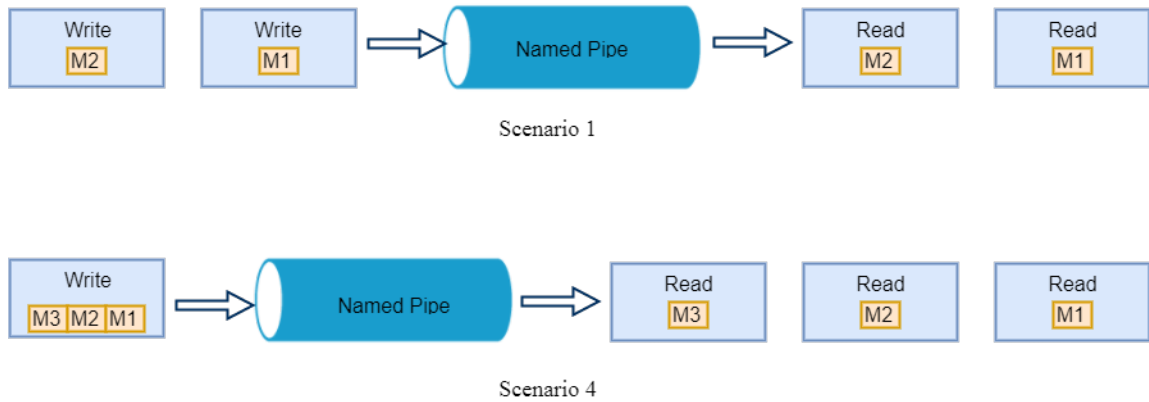 Write
M2
Write
M1
Named Pipe
Read
M2
Read
M1
Scenario 1
Write
M3 M2 M1
Named Pipe
Read
M3
Read
M2
Read
M1
Scenario 4